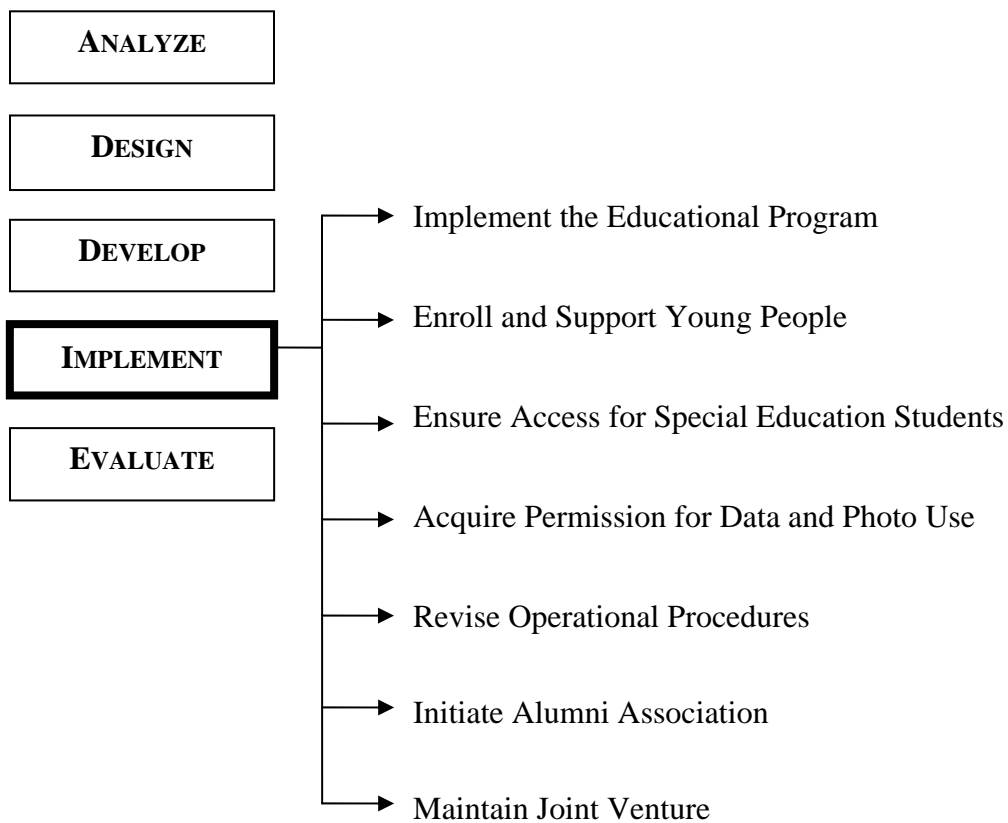 ANALYZE
DESIGN
DEVELOP
IMPLEMENT
EVALUATE
Implement the Educational Program
Enroll and Support Young People
Ensure Access for Special Education Students
Acquire Permission for Data and Photo Use
Revise Operational Procedures
Initiate Alumni Association
Maintain Joint Venture